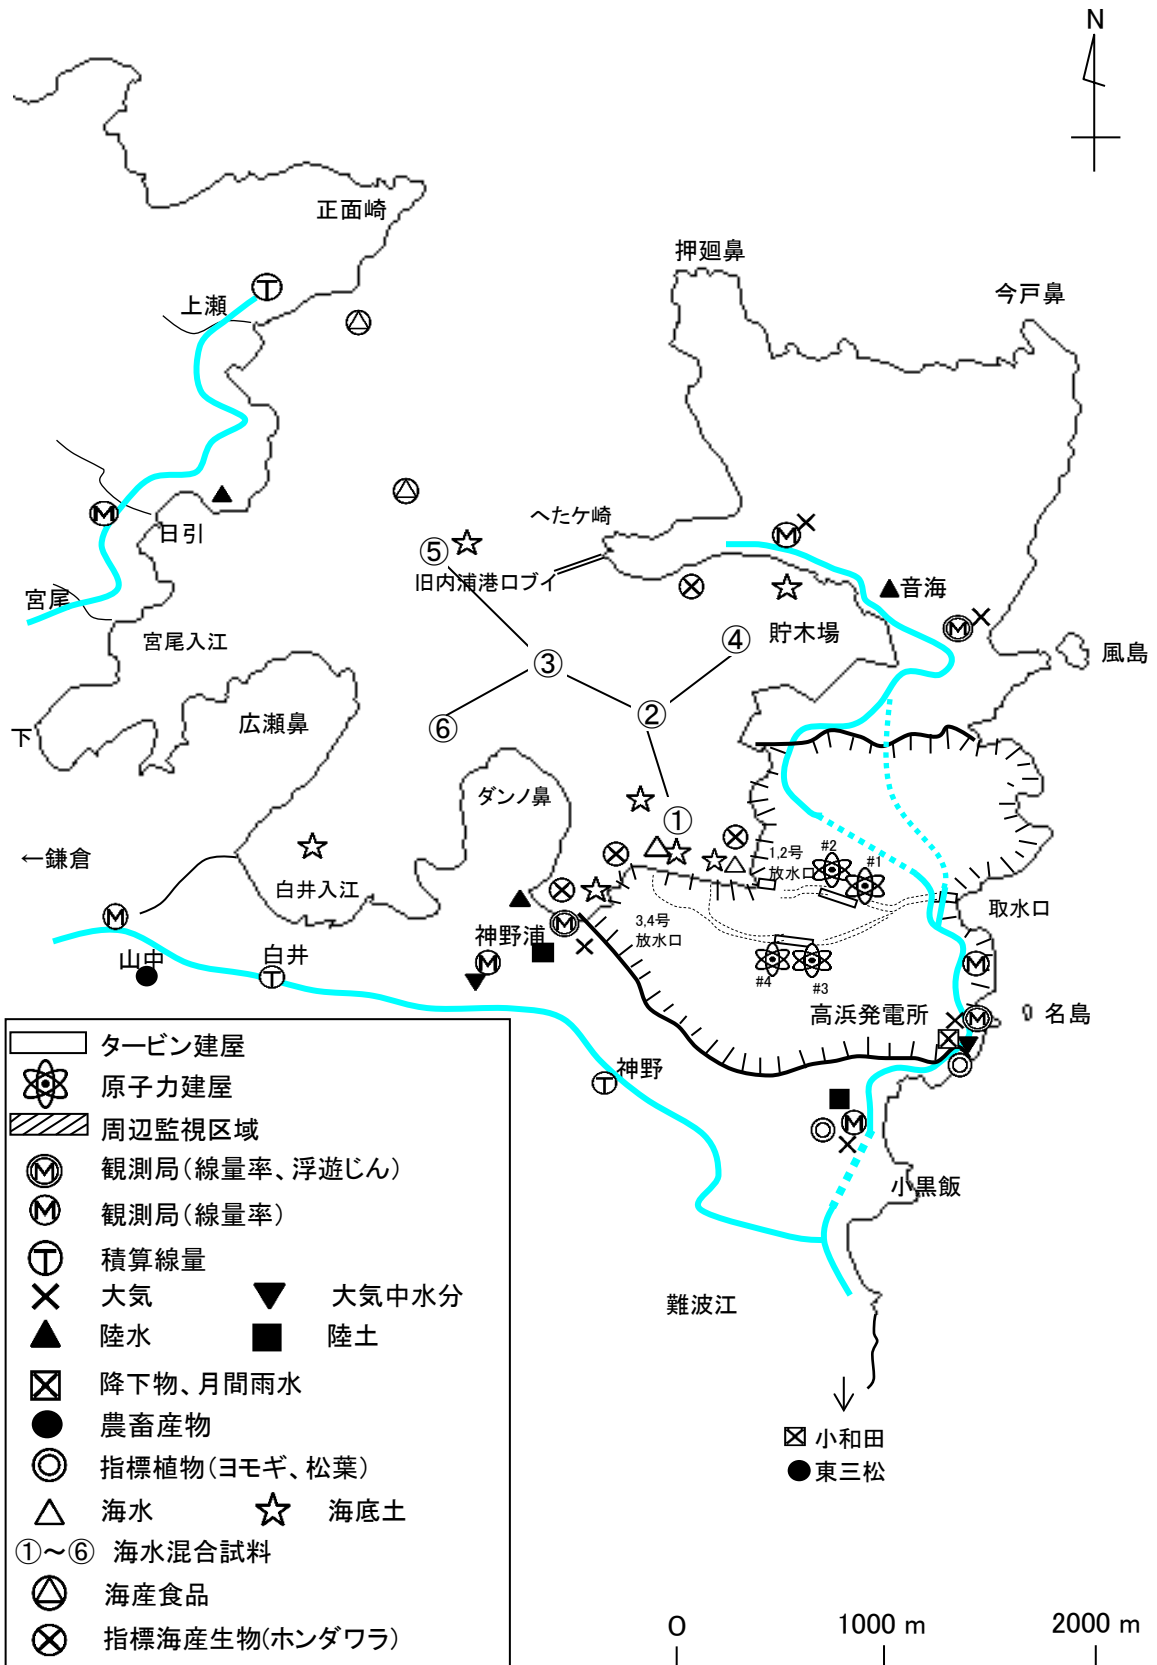 N
正面崎
押廻鼻
今戸鼻
上瀬
へたケ崎
日引
⑤
旧内浦港口ブイ
音海
宮尾
宮尾入江
貯木場
④
風島
③
広瀬鼻
②
⑥
下
ダンノ鼻
①
←鎌倉
1,2号
放水口
#2
#1
白井入江
取水口
3,4号
放水口
神野浦
山中
白井
#4
#3
高浜発電所
名島
神野
小黒飯
難波江
小和田
東三松
タービン建屋
原子力建屋
周辺監視区域
M 観測局(線量率、浮遊じん)
M 観測局(線量率)
T 積算線量
大気 大気中水分
陸水 陸土
降下物、月間雨水
農畜産物
指標植物(ヨモギ、松葉)
海水 海底土
①～⑥ 海水混合試料
海産食品
指標海産生物(ホンダワラ)
O 1000 m 2000 m